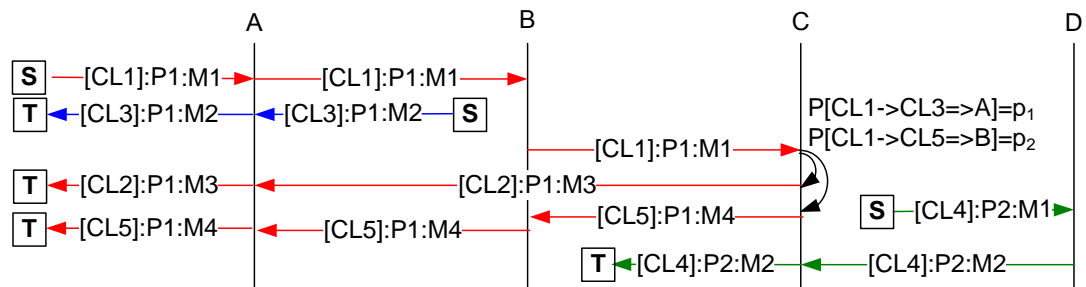 A B C D
S [CL1]:P1:M1 [CL1]:P1:M1
T [CL3]:P1:M2 [CL3]:P1:M2 S
P[CL1->CL3=>A]=p₁
P[CL1->CL5=>B]=p₂
[CL1]:P1:M1
T [CL2]:P1:M3 [CL2]:P1:M3
S [CL4]:P2:M1
[CL5]:P1:M4
T [CL5]:P1:M4 [CL5]:P1:M4
T [CL4]:P2:M2 [CL4]:P2:M2